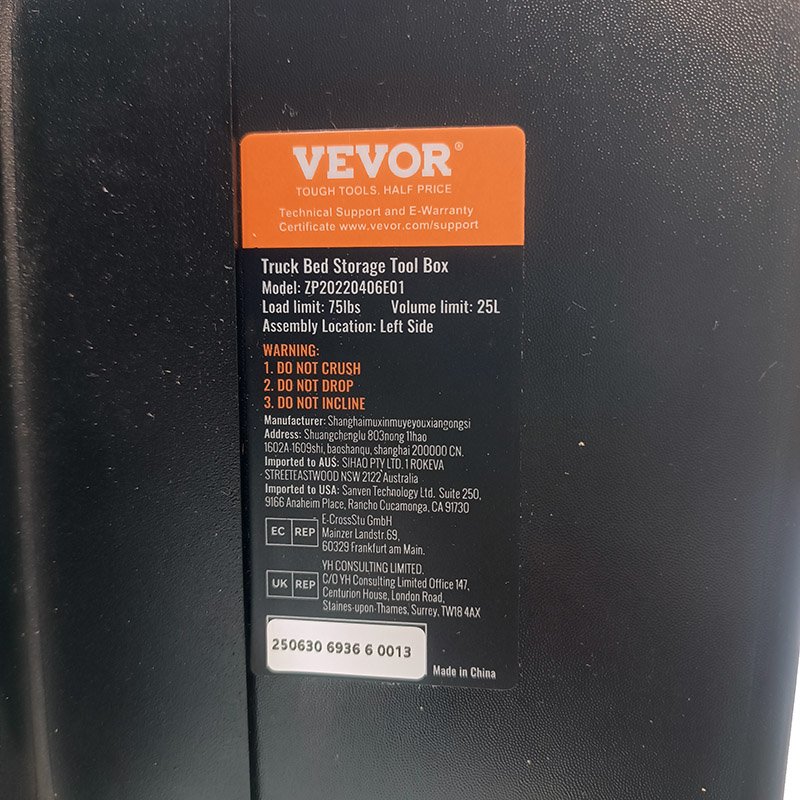 VEVOR®
TOUGH TOOLS, HALF PRICE
Technical Support and E-Warranty
Certificate www.vevor.com/support
Truck Bed Storage Tool Box
Model: ZP20220406E01
Load limit: 75lbs Volume limit: 25L
Assembly Location: Left Side
WARNING:
1. DO NOT CRUSH
2. DO NOT DROP
3. DO NOT INCLINE
Manufacturer: Shanghaimuxinmuyeyouxiangongsi
Address: Shuangchenglu 803nong 11hao
1602A-1609shi, baoshanqu, shanghai 200000 CN.
Imported to AUS: SIHAO PTY LTD. 1 ROKEVA
STREETEASTWOOD NSW 2122 Australia
Imported to USA: Sanven Technology Ltd. Suite 250,
9166 Anaheim Place, Rancho Cucamonga, CA 91730
EC REP
E-CrossStu GmbH
Mainzer Landstr.69,
60329 Frankfurt am Main.
UK REP
YH CONSULTING LIMITED.
C/O YH Consulting Limited Office 147,
Centurion House, London Road,
Staines-upon-Thames, Surrey, TW18 4AX
250630 6936 6 0013
Made in China